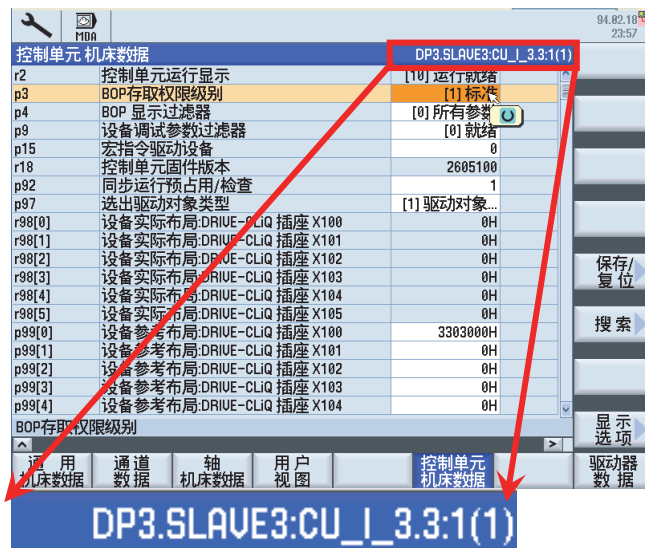 MDA
94.02.18
23:57
控制单元 机床数据 DP3.SLAVE3:CU_I_3.3:1(1)
r2 控制单元运行显示 [10] 运行就绪
p3 BOP存取权限级别 [1] 标准
p4 BOP 显示过滤器 [0] 所有参数
p9 设备调试参数过滤器 [0] 就绪
p15 宏指令驱动设备 0
r18 控制单元固件版本 2605100
p92 同步运行预占用/检查 1
p97 选出驱动对象类型 [1] 驱动对象...
r98[0] 设备实际布局:DRIVE-CLiQ 插座 X100 0H
r98[1] 设备实际布局:DRIVE-CLiQ 插座 X101 0H
r98[2] 设备实际布局:DRIVE-CLiQ 插座 X102 0H
r98[3] 设备实际布局:DRIVE-CLiQ 插座 X103 0H
r98[4] 设备实际布局:DRIVE-CLiQ 插座 X104 0H
r98[5] 设备实际布局:DRIVE-CLiQ 插座 X105 0H
p99[0] 设备参考布局:DRIVE-CLiQ 插座 X100 3303000H
p99[1] 设备参考布局:DRIVE-CLiQ 插座 X101 0H
p99[2] 设备参考布局:DRIVE-CLiQ 插座 X102 0H
p99[3] 设备参考布局:DRIVE-CLiQ 插座 X103 0H
p99[4] 设备参考布局:DRIVE-CLiQ 插座 X104 0H
BOP存取权限级别
保存/
复位
搜索
显示
选项
驱动器
数据
通用
机床数据
通道
数据
轴
机床数据
用户
视图
控制单元
机床数据
DP3.SLAVE3:CU_I_3.3:1(1)